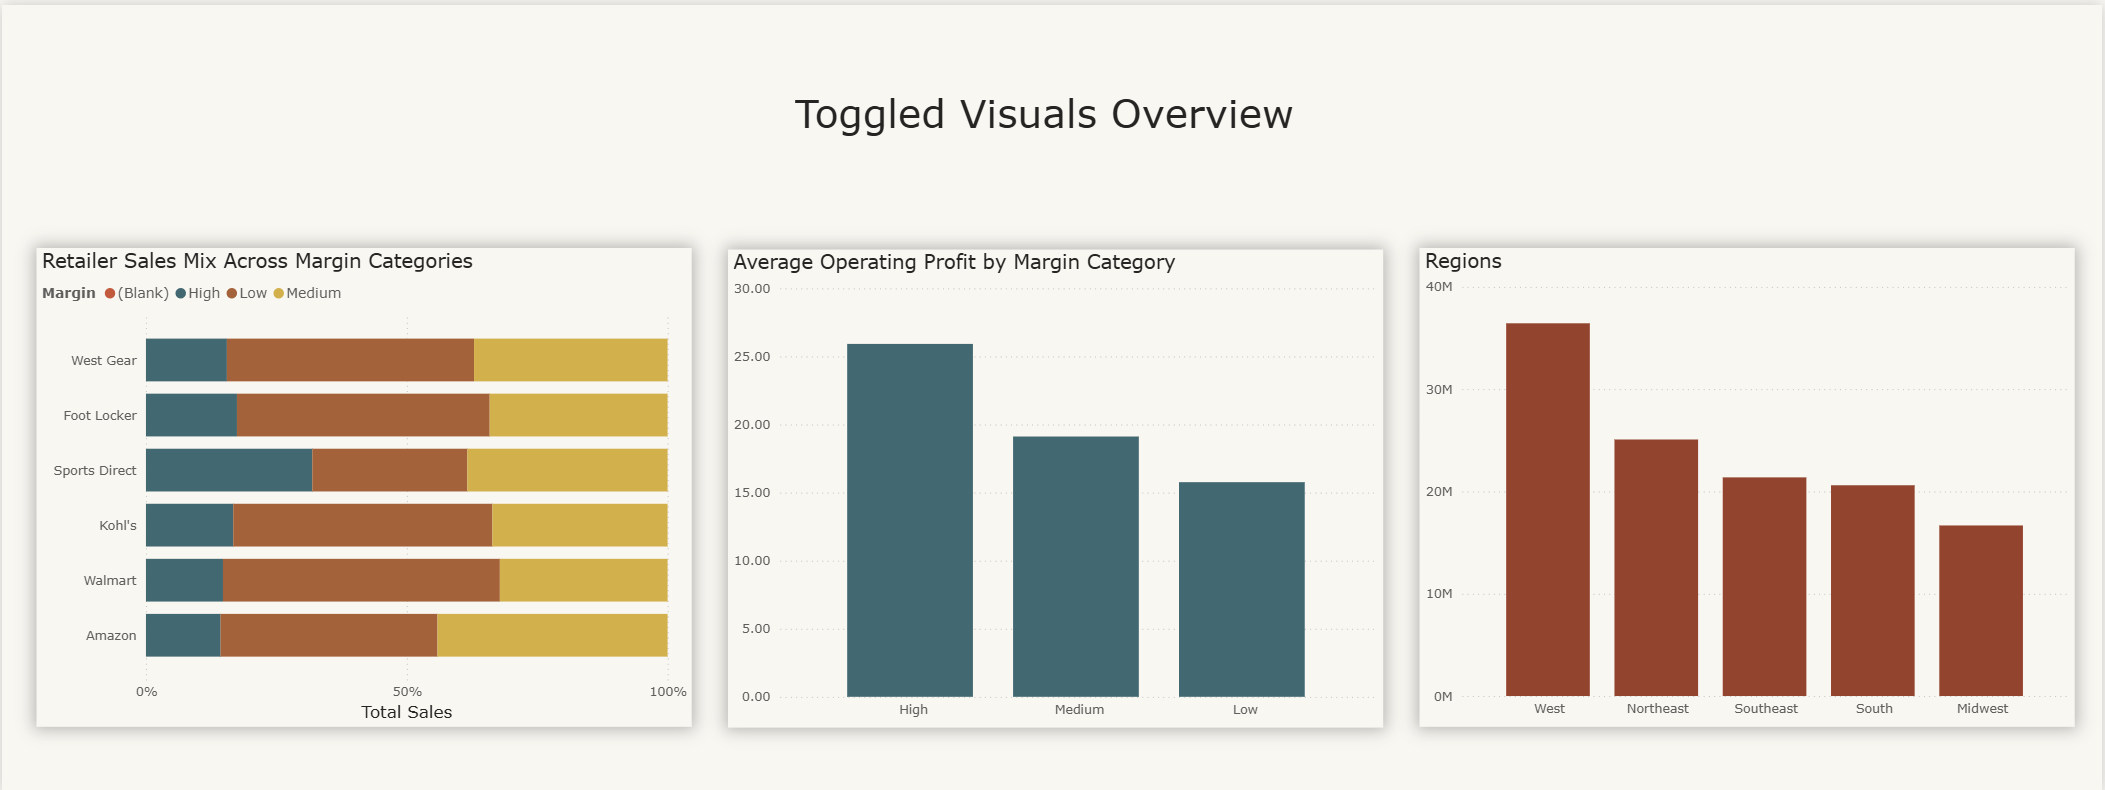 Toggled Visuals Overview
Retailer Sales Mix Across Margin Categories
Margin (Blank) High Low Medium
West Gear
Foot Locker
Sports Direct
Kohl's
Walmart
Amazon
0% 50% 100%
Total Sales
Average Operating Profit by Margin Category
30.00
25.00
20.00
15.00
10.00
5.00
0.00
High Medium Low
Regions
40M
30M
20M
10M
0M
West Northeast Southeast South Midwest